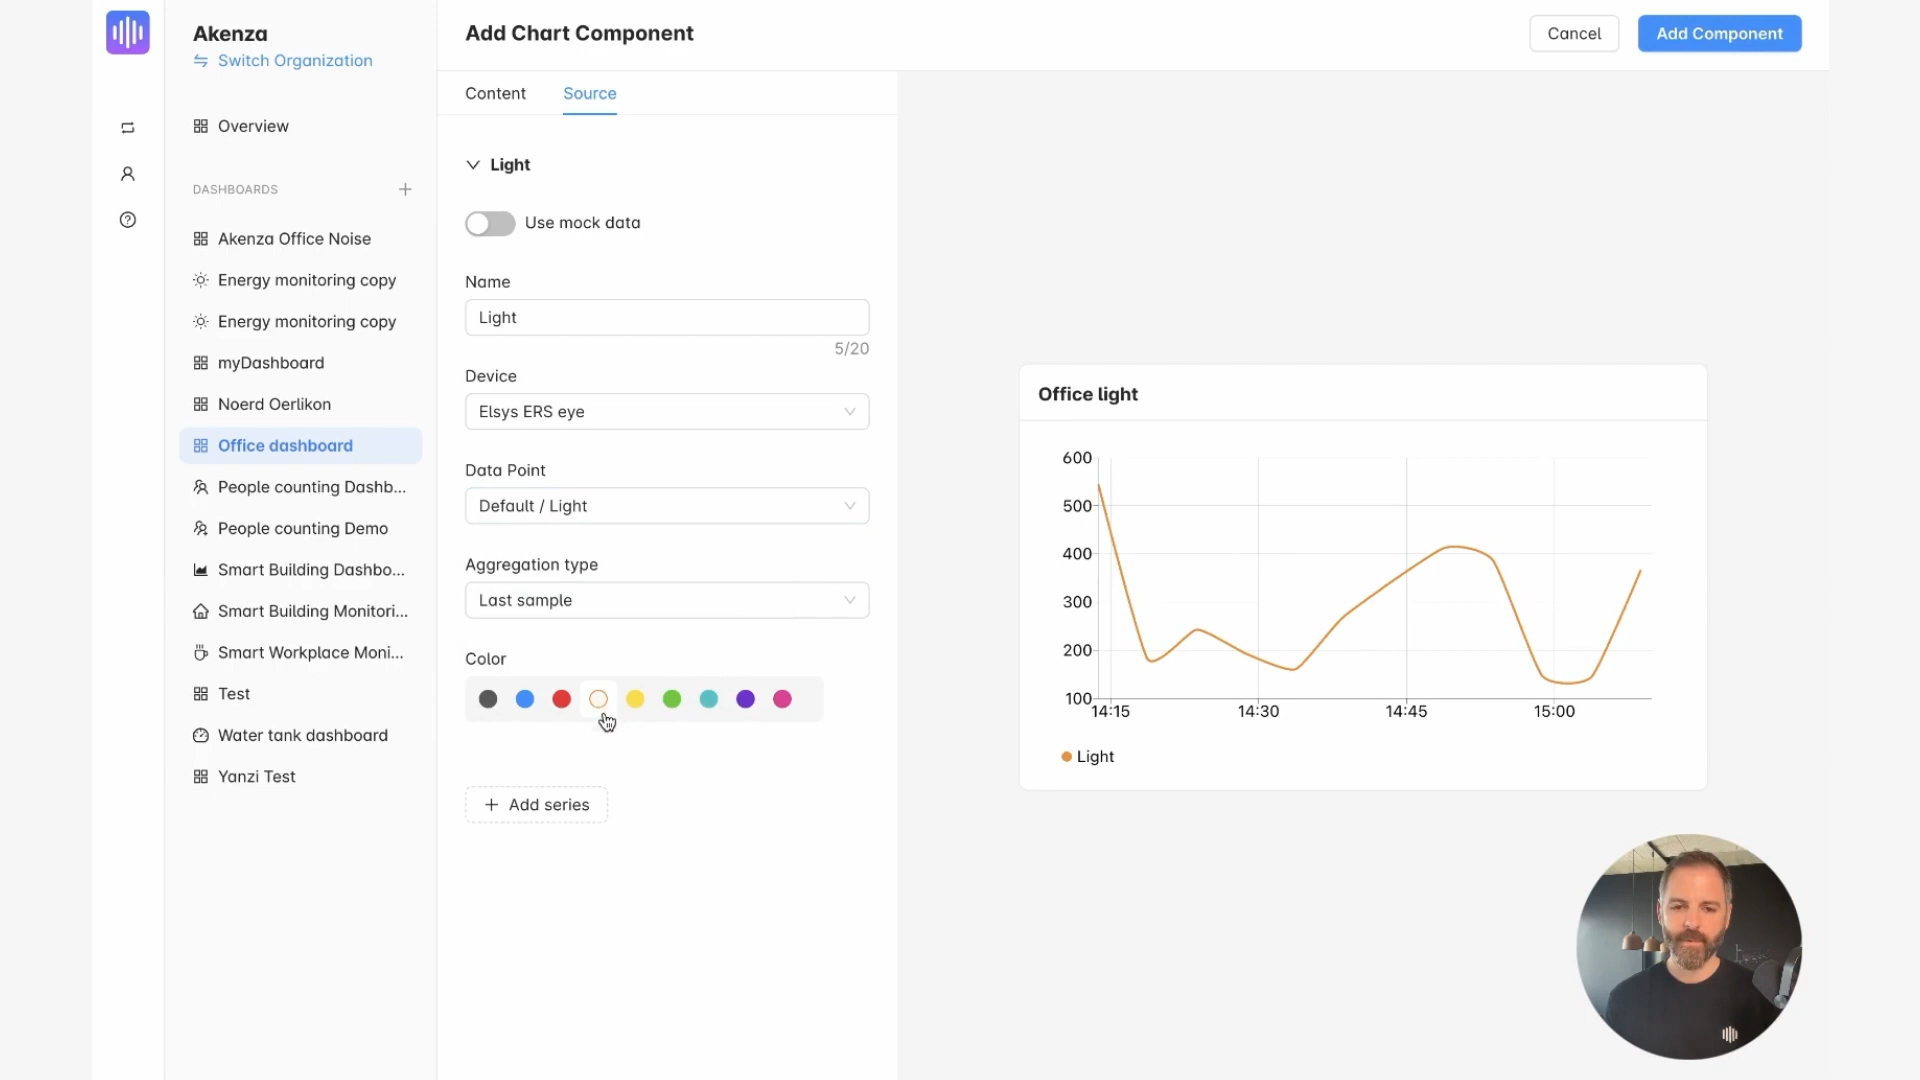 Akenza
Switch Organization
Overview
DASHBOARDS
Akenza Office Noise
Energy monitoring copy
Energy monitoring copy
myDashboard
Noerd Oerlikon
Office dashboard
People counting Dashb...
People counting Demo
Smart Building Dashbo...
Smart Building Monitori...
Smart Workplace Moni...
Test
Water tank dashboard
Yanzi Test
Add Chart Component
Cancel
Add Component
Content
Source
Light
Use mock data
Name
Light
5/20
Device
Elsys ERS eye
Data Point
Default / Light
Aggregation type
Last sample
Color
+ Add series
Office light
600
500
400
300
200
100
14:15
14:30
14:45
15:00
Light